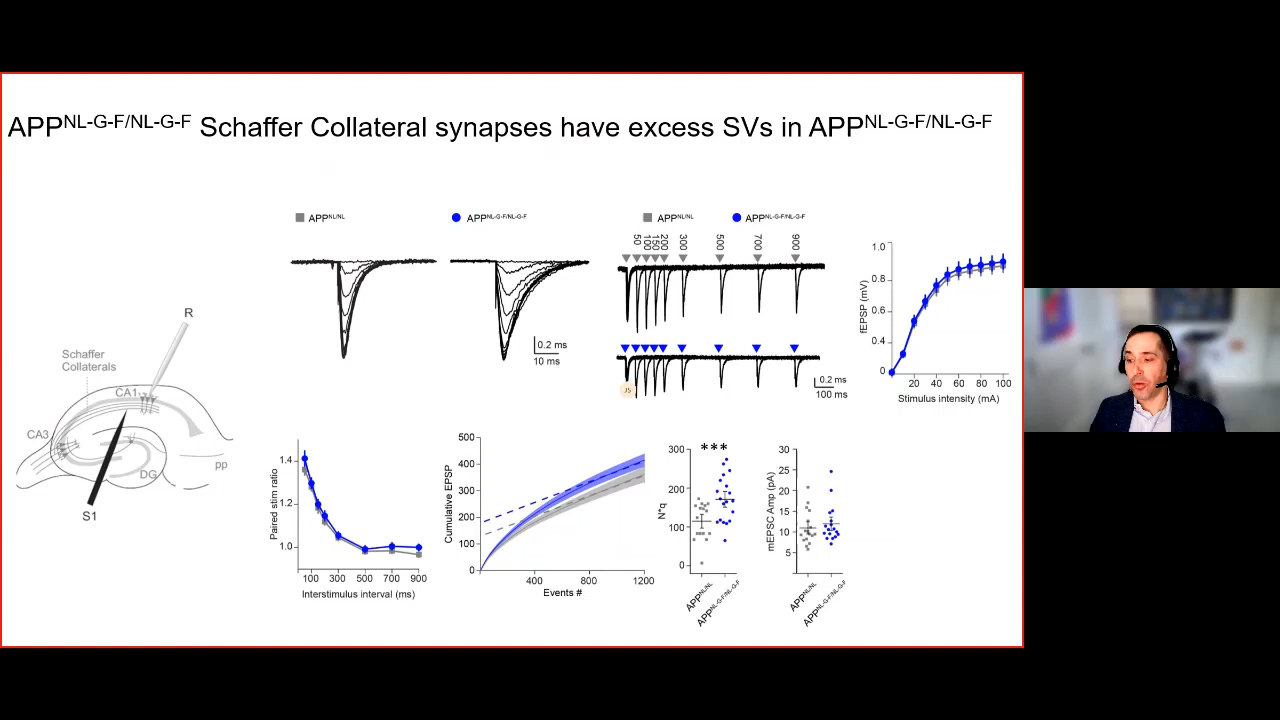 APPNL-G-F/NL-G-F Schaffer Collateral synapses have excess SVs in APPNL-G-F/NL-G-F
APPNL/NL
APPNL-G-F/NL-G-F
0.2 ms
10 ms
APPNL/NL
APPNL-G-F/NL-G-F
50 100 150 200 300 500 700 900
JS
0.2 ms
100 ms
fEPSP (mV)
1.0
0.8
0.6
0.4
0
20 40 60 80 100
Stimulus intensity (mA)
R
Schaffer
Collaterals
CA1
CA3
DG
pp
S1
Paired stim ratio
1.4
1.2
1.0
100 300 500 700 900
Interstimulus interval (ms)
Cumulative EPSP
500
400
300
200
100
0
400 800 1200
Events #
N*q
300
200
100
0
***
APPNL/NL
APPNL-G-F/NL-G-F
mEPSC Amp (pA)
30
25
20
15
10
5
APPNL/NL
APPNL-G-F/NL-G-F